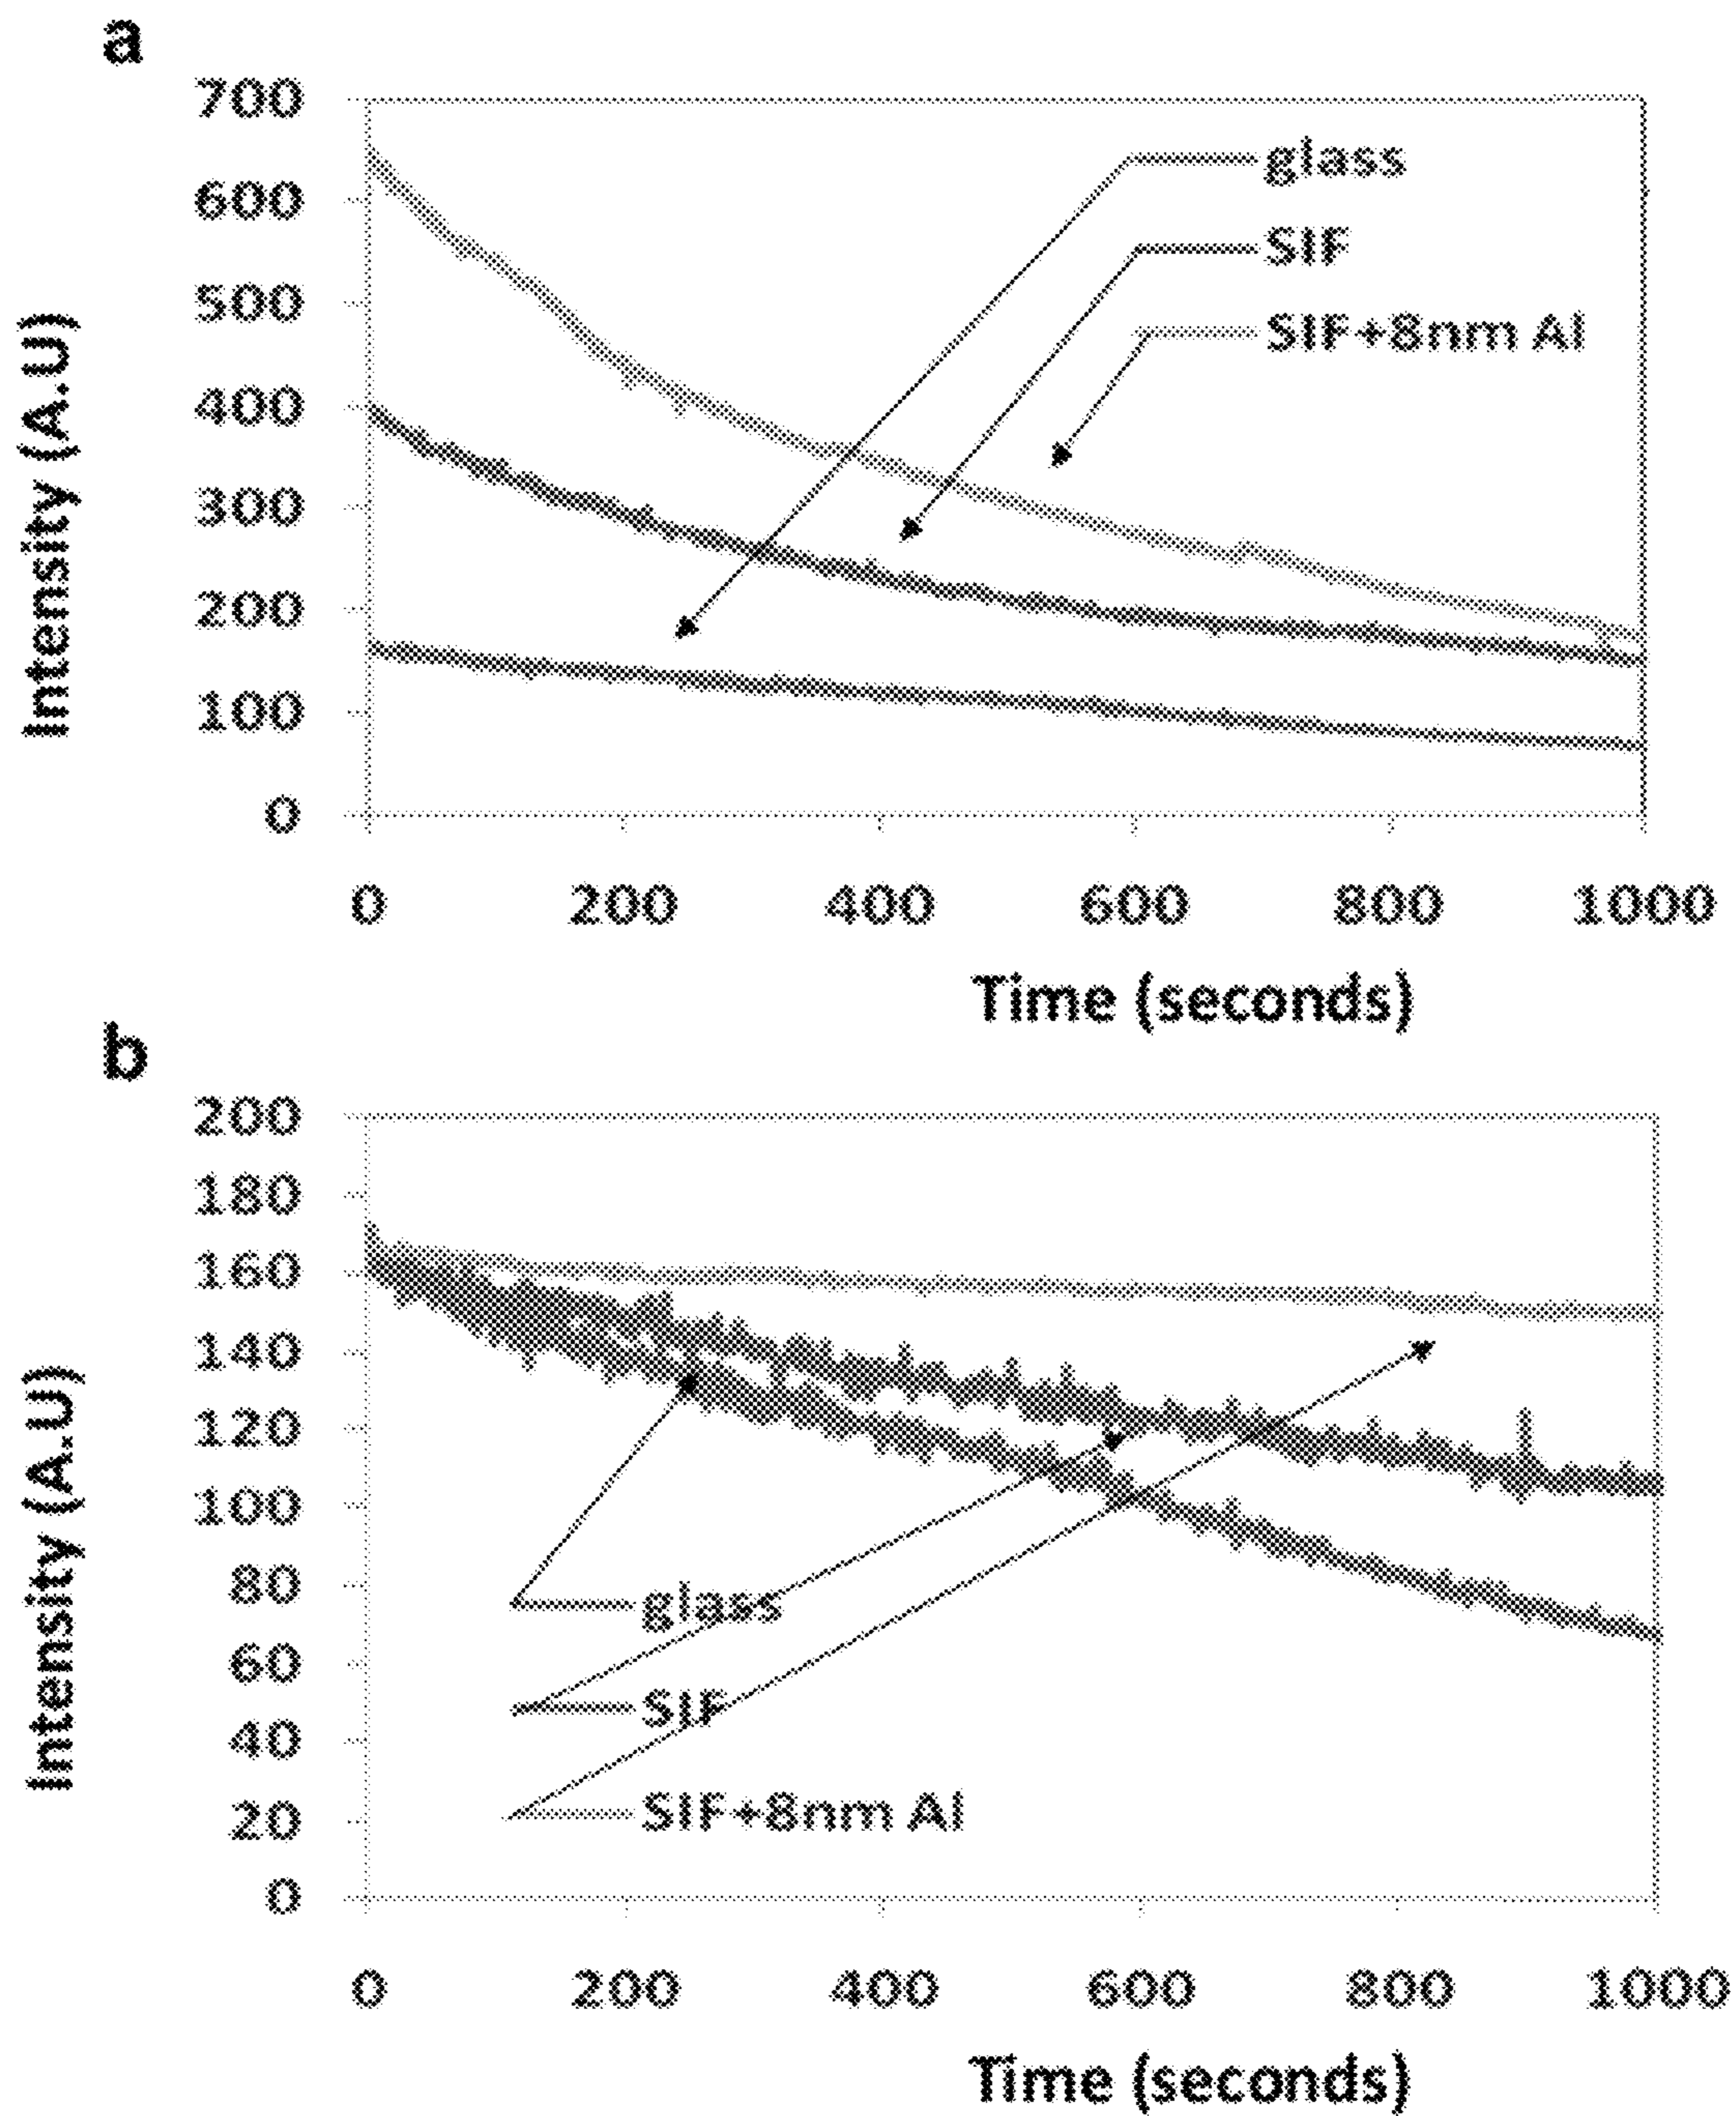 a
700
600
500
400
300
200
100
0
Intensity (A.U)
glass
SIF
SIF+8nm Al
0 200 400 600 800 1000
Time (seconds)
b
200
180
160
140
120
100
80
60
40
20
0
Intensity (A.U)
glass
SIF
SIF+8nm Al
0 200 400 600 800 1000
Time (seconds)